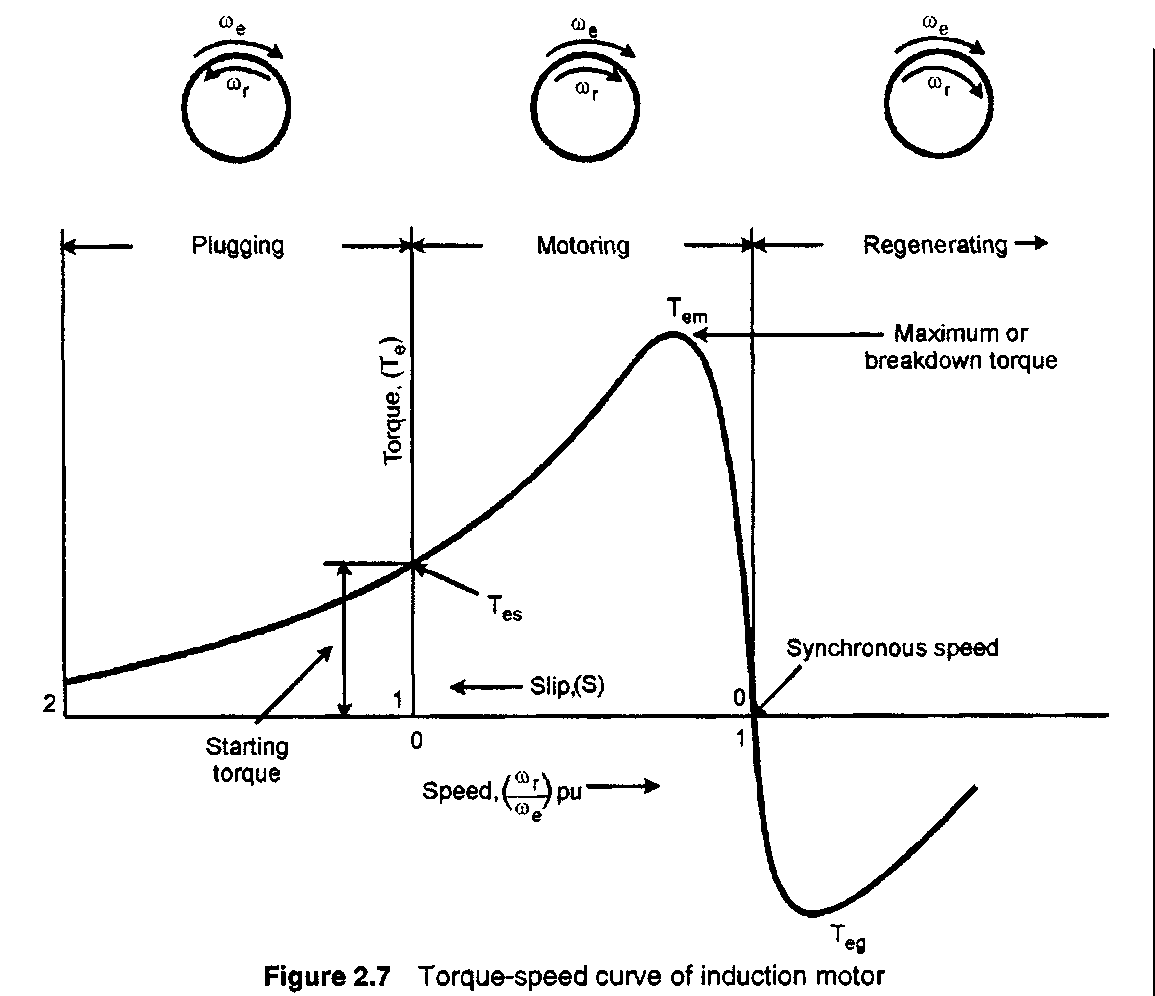 ωe ωe ωe
ωr ωr ωr
Plugging Motoring Regenerating
Tem
Maximum or
breakdown torque
Torque, (Te)
Tes
Synchronous speed
2 1 Slip,(S) 0
0 1
Starting
torque
Speed, (ωr/ωe) pu
Teg
Figure 2.7 Torque-speed curve of induction motor